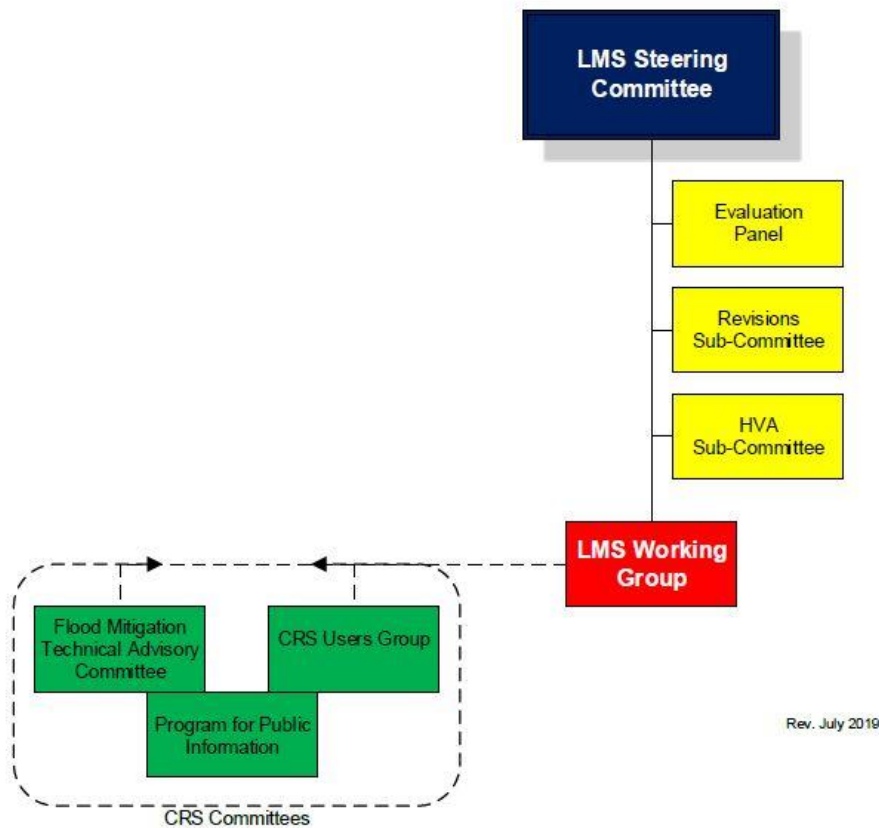 LMS Steering
Committee
Evaluation
Panel
Revisions
Sub-Committee
HVA
Sub-Committee
LMS Working
Group
Flood Mitigation
Technical Advisory
Committee
CRS Users Group
Program for Public
Information
Rev. July 2019
CRS Committees